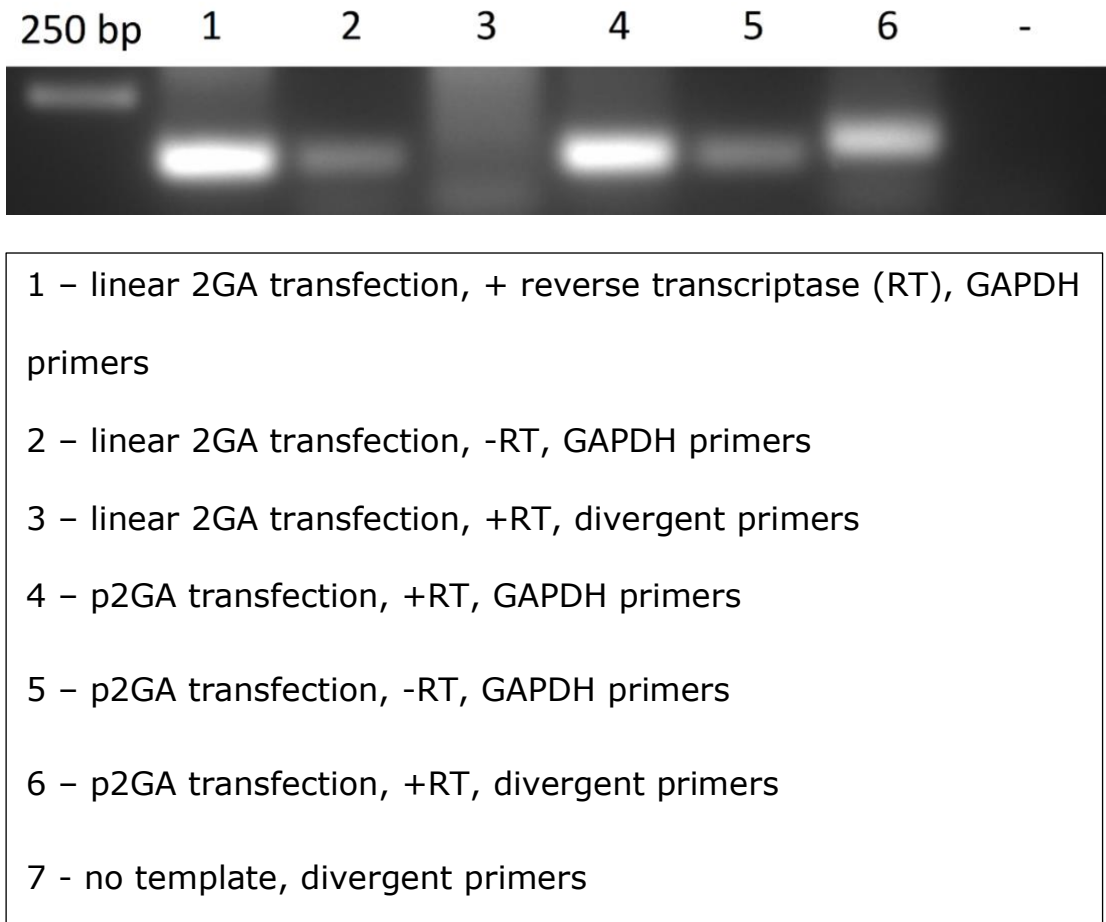 250 bp 1 2 3 4 5 6 -
1 – linear 2GA transfection, + reverse transcriptase (RT), GAPDH
primers
2 – linear 2GA transfection, -RT, GAPDH primers
3 – linear 2GA transfection, +RT, divergent primers
4 – p2GA transfection, +RT, GAPDH primers
5 – p2GA transfection, -RT, GAPDH primers
6 – p2GA transfection, +RT, divergent primers
7 - no template, divergent primers